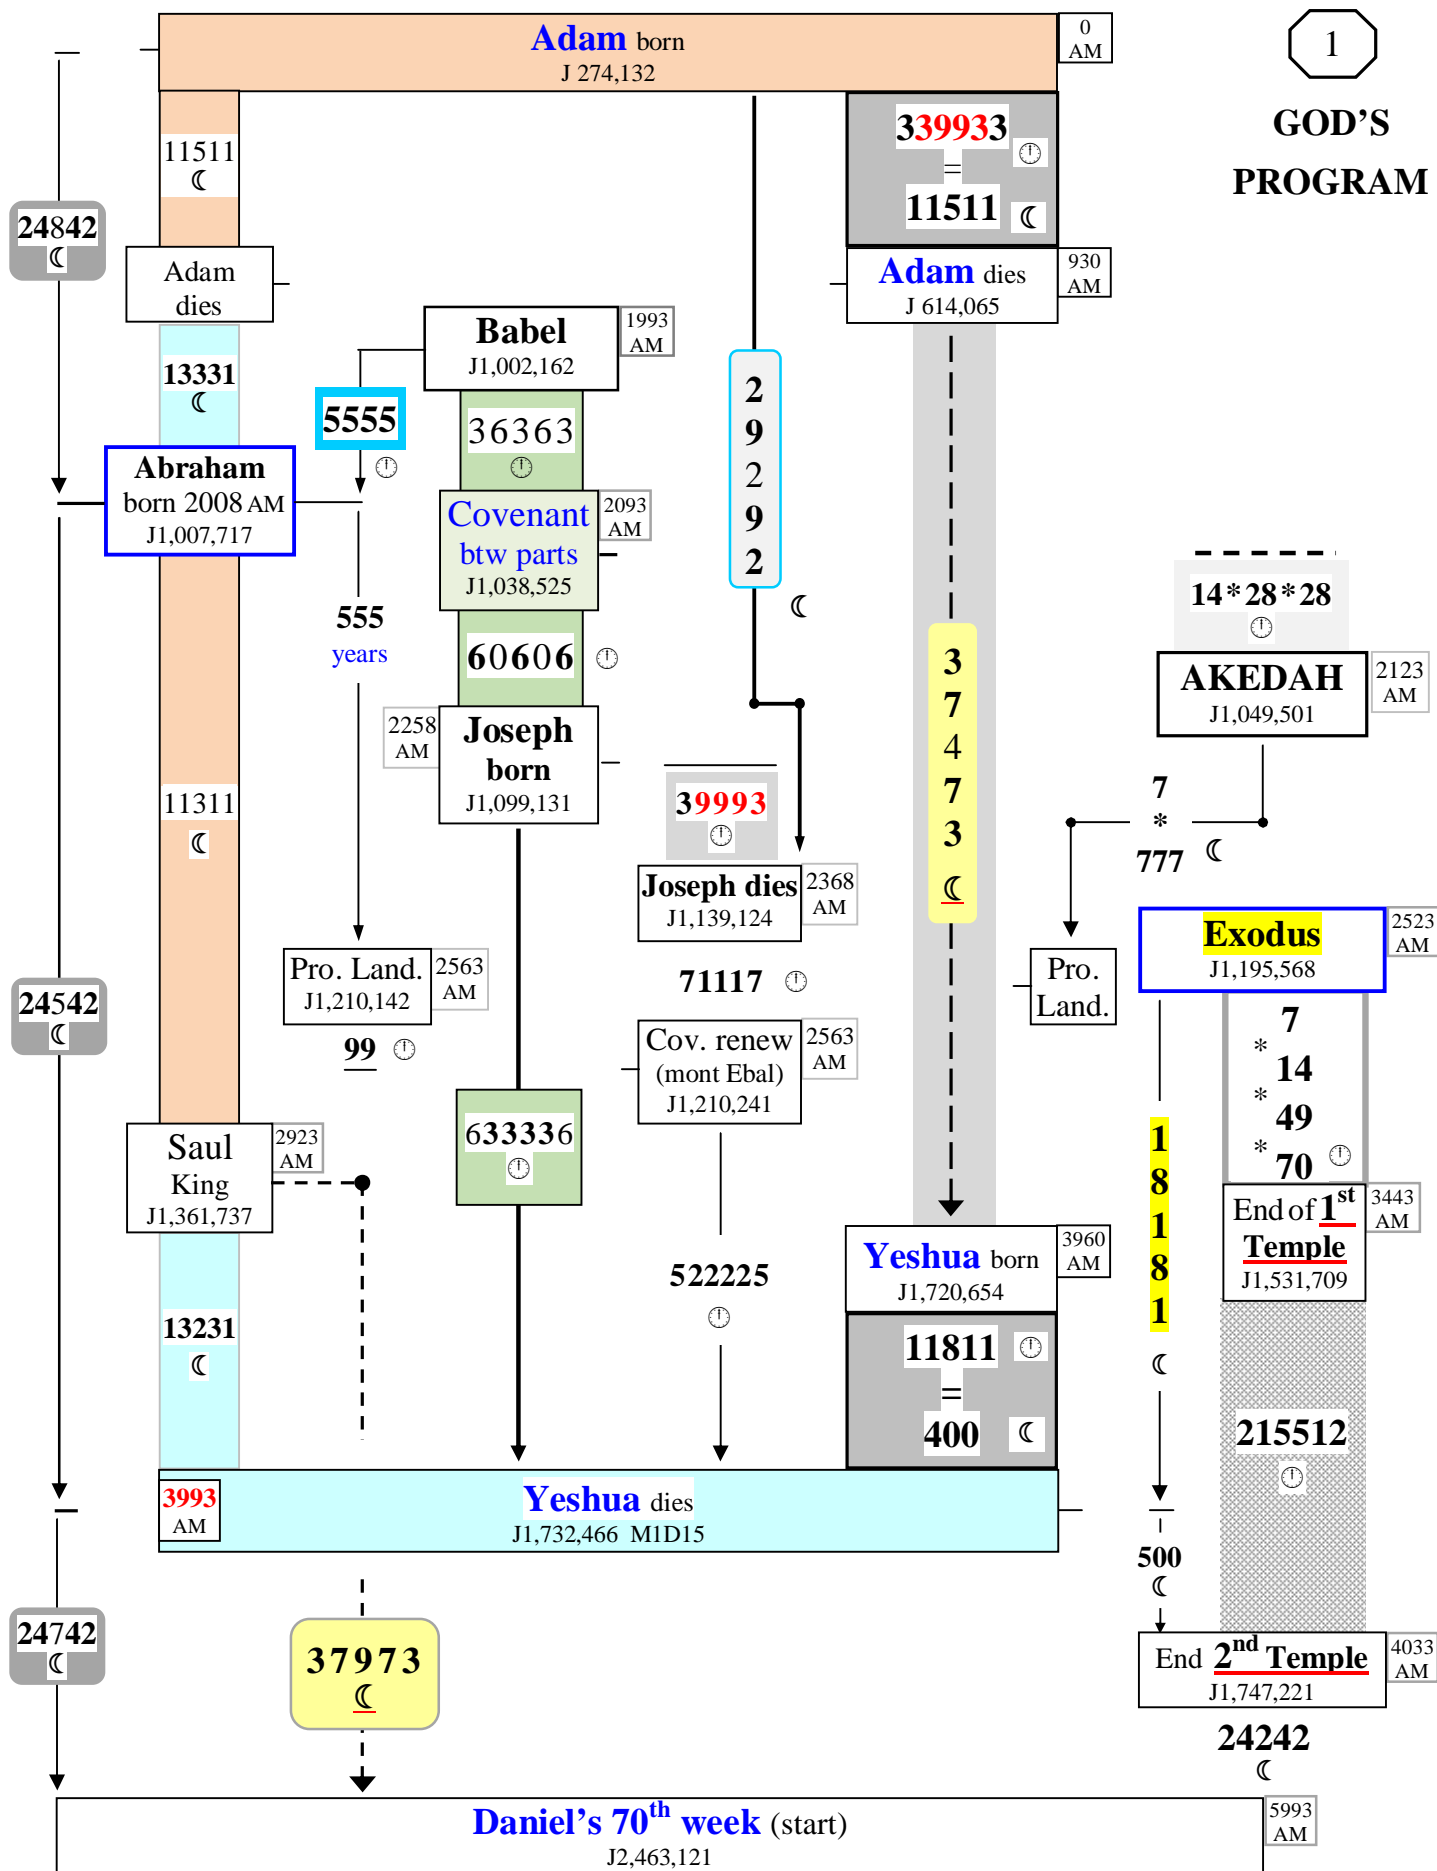 Adam born
J 274,132
0
AM
1
GOD'S
PROGRAM
11511
☾
339933
=
11511 ☾
24842
☾
Adam
dies
Adam dies
J 614,065
930
AM
Babel
J1,002,162
1993
AM
13331
☾
5555
36363
2
9
2
9
2
☾
Abraham
born 2008 AM
J1,007,717
Covenant
btw parts
J1,038,525
2093
AM
14*28*28
555
years
60606
AKEDAH
J1,049,501
2123
AM
3
7
4
7
3
☾
2258
AM
Joseph
born
J1,099,131
11311
☾
39993
7
*
777 ☾
Joseph dies
J1,139,124
2368
AM
Exodus
J1,195,568
2523
AM
Pro. Land.
J1,210,142
2563
AM
71117
Pro.
Land.
24542
☾
99
Cov. renew
(mont Ebal)
J1,210,241
2563
AM
7
*
14
*
49
*
70
633336
Saul
King
J1,361,737
2923
AM
1
8
1
8
1
☾
End of 1st
Temple
J1,531,709
3443
AM
Yeshua born
J1,720,654
3960
AM
522225
13231
☾
11811
=
400 ☾
215512
3993
AM
Yeshua dies
J1,732,466 M1D15
500
☾
24742
☾
37973
☾
End 2nd Temple
J1,747,221
4033
AM
24242
☾
Daniel's 70th week (start)
J2,463,121
5993
AM